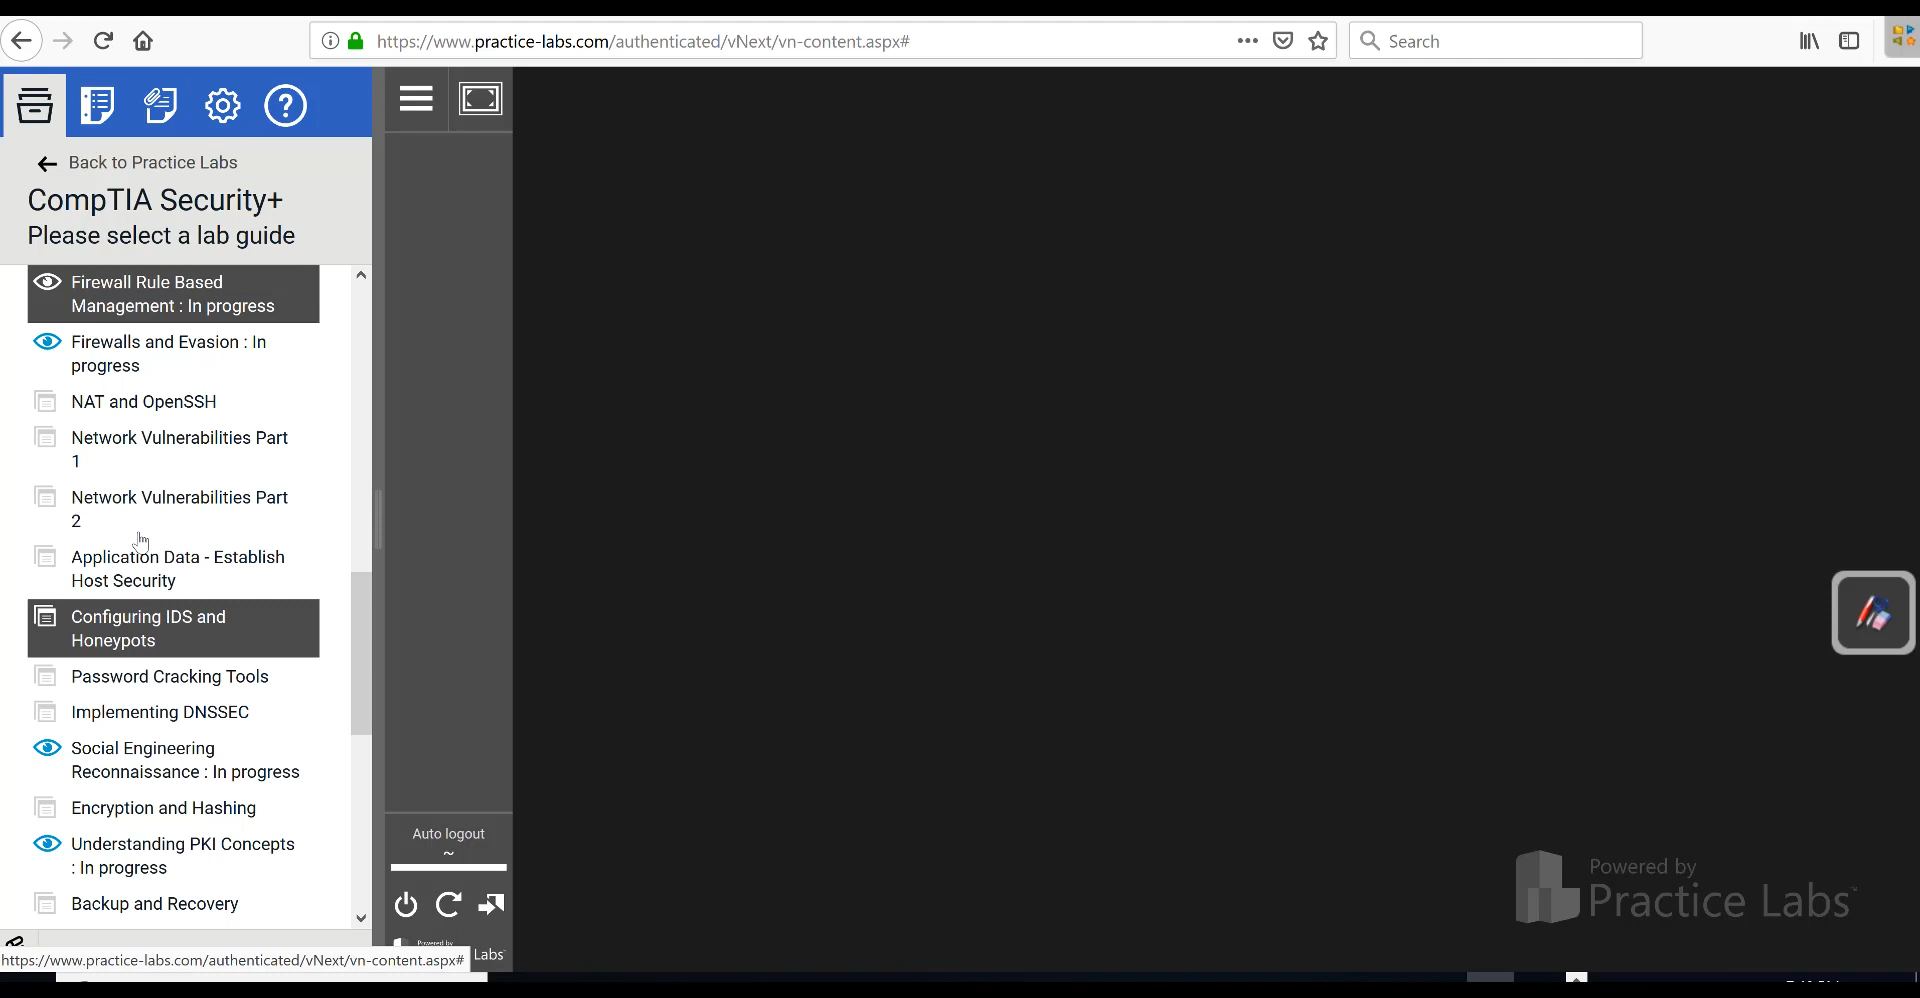 https://www.practice-labs.com/authenticated/vNext/vn-content.aspx#
Search
Back to Practice Labs
CompTIA Security+
Please select a lab guide
Firewall Rule Based
Management : In progress
Firewalls and Evasion : In
progress
NAT and OpenSSH
Network Vulnerabilities Part
1
Network Vulnerabilities Part
2
Application Data - Establish
Host Security
Configuring IDS and
Honeypots
Password Cracking Tools
Implementing DNSSEC
Social Engineering
Reconnaissance : In progress
Encryption and Hashing
Understanding PKI Concepts
: In progress
Backup and Recovery
Auto logout
~
Powered by
Labs
https://www.practice-labs.com/authenticated/vNext/vn-content.aspx#
Powered by
Practice Labs™